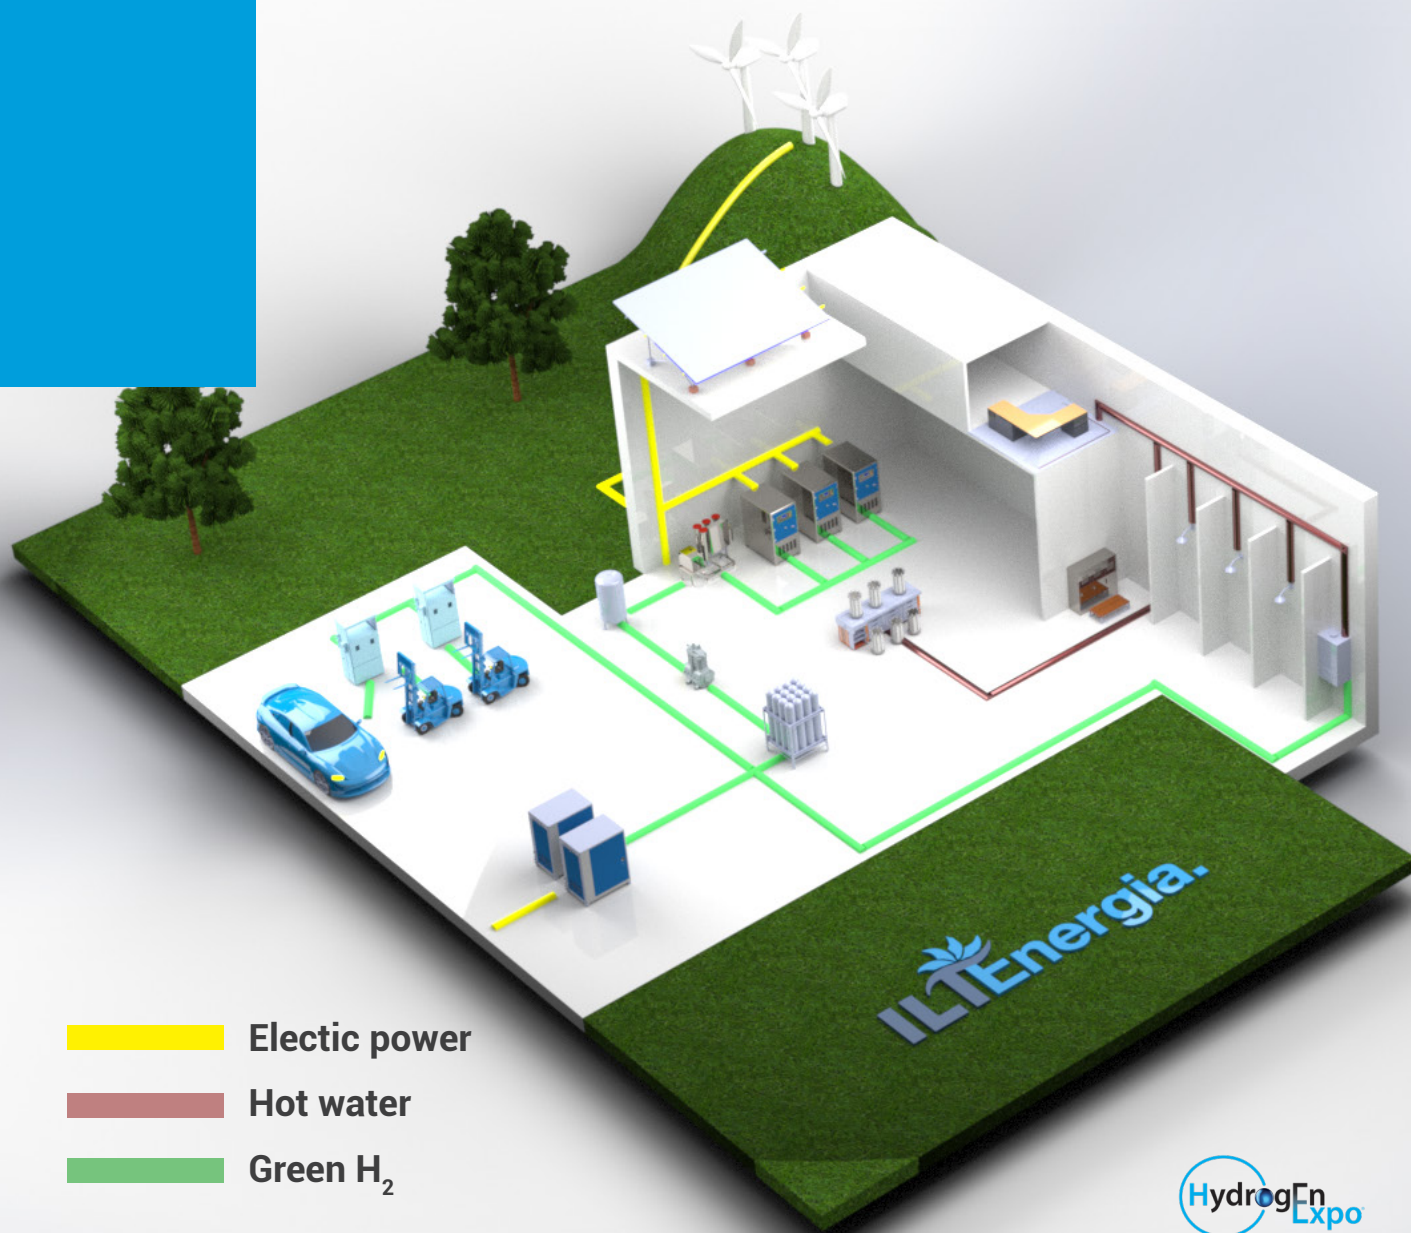 ILTEnergia.
Electic power
Hot water
Green H₂
HydrogEn
Expo